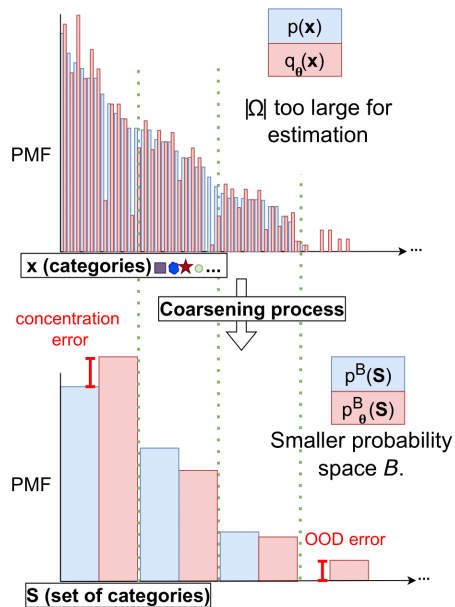 p(x)
q_θ(x)
|Ω| too large for
estimation
PMF
...
x (categories) ...
Coarsening process
concentration
error
p^B(S)
p^B_θ(S)
Smaller probability
space B.
PMF
OOD error
...
S (set of categories)